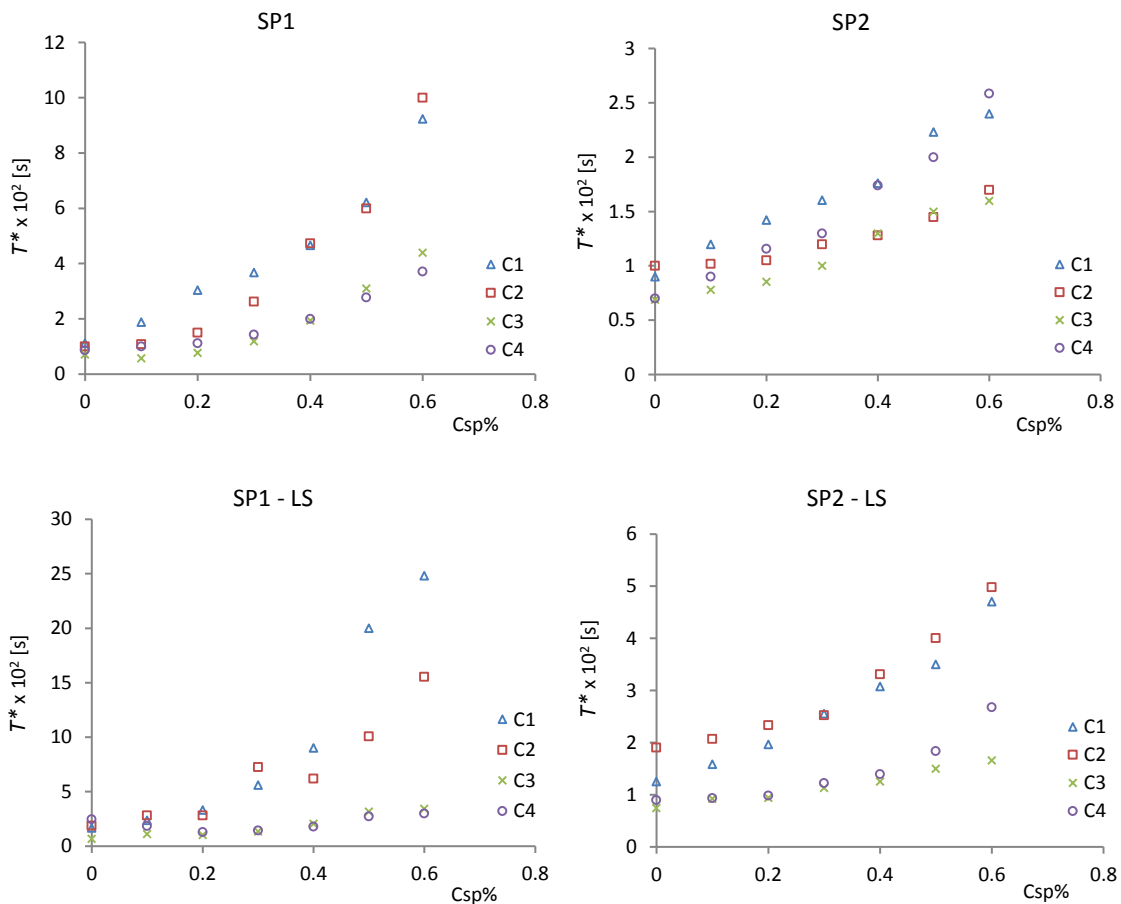 SP1
12
10
8
6
4
2
0
T* x 10² [s]
0 0.2 0.4 0.6 0.8
Csp%
C1
C2
C3
C4
SP2
3
2.5
2
1.5
1
0.5
0
T* x 10² [s]
0 0.2 0.4 0.6 0.8
Csp%
C1
C2
C3
C4
SP1 - LS
30
25
20
15
10
5
0
T* x 10² [s]
0 0.2 0.4 0.6 0.8
Csp%
C1
C2
C3
C4
SP2 - LS
6
5
4
3
2
1
0
T* x 10² [s]
0 0.2 0.4 0.6 0.8
Csp%
C1
C2
C3
C4